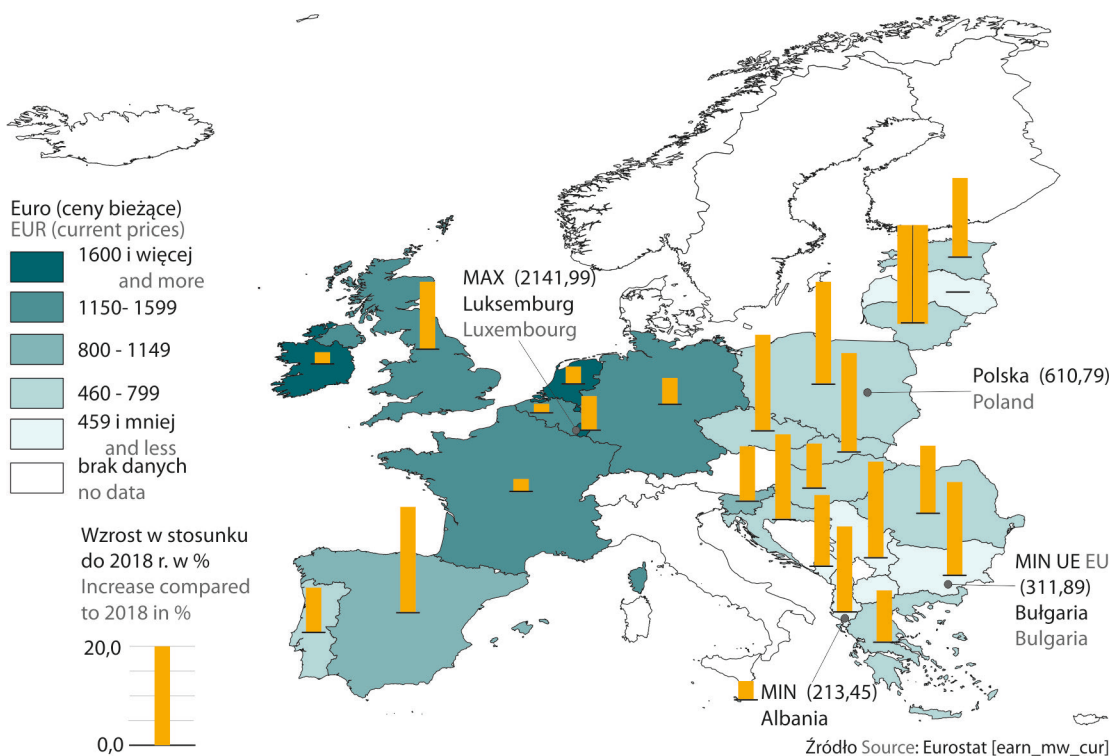 Euro (ceny bieżące)
EUR (current prices)
1600 i więcej
and more
1150- 1599
800 - 1149
460 - 799
459 i mniej
and less
brak danych
no data
Wzrost w stosunku
do 2018 r. w %
Increase compared
to 2018 in %
20,0
0,0
MAX (2141,99)
Luksemburg
Luxembourg
Polska (610,79)
Poland
MIN UE EU
(311,89)
Bułgaria
Bulgaria
MIN (213,45)
Albania
Źródło Source: Eurostat [earn_mw_cur]